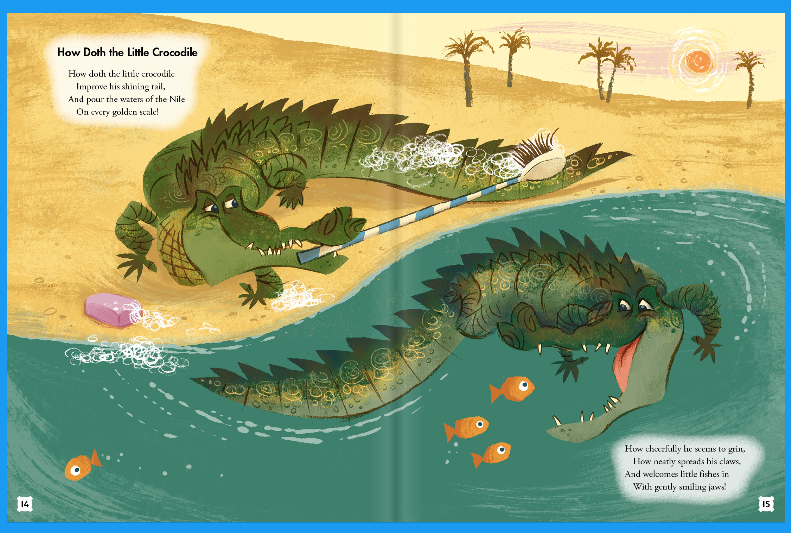 How Doth the Little Crocodile
How doth the little crocodile
Improve his shining tail,
And pour the waters of the Nile
On every golden scale!
How cheerfully he seems to grin,
How neatly spreads his claws,
And welcomes little fishes in
With gently smiling jaws!
14
15